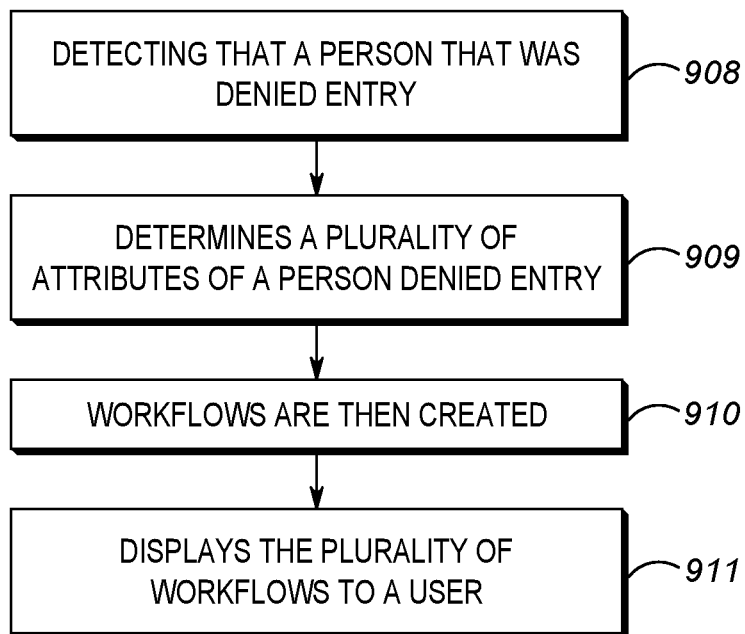 DETECTING THAT A PERSON THAT WAS
DENIED ENTRY
908
DETERMINES A PLURALITY OF
ATTRIBUTES OF A PERSON DENIED ENTRY
909
WORKFLOWS ARE THEN CREATED
910
DISPLAYS THE PLURALITY OF
WORKFLOWS TO A USER
911